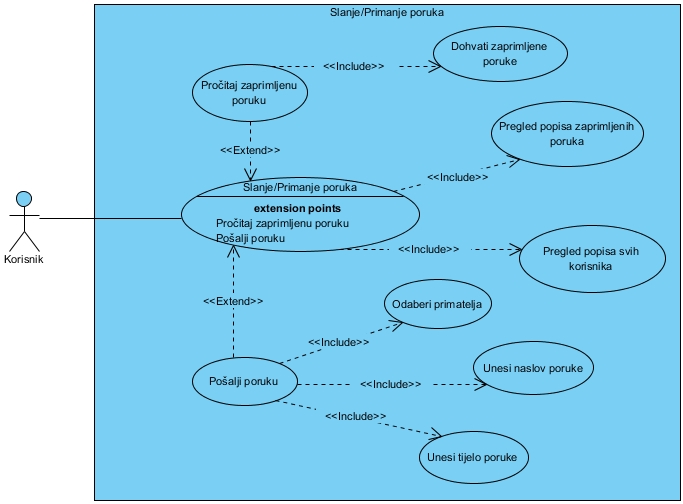 Slanje/Primanje poruka
Dohvati zaprimljene
poruke
<<Include>>
Pročitaj zaprimljenu
poruku
Pregled popisa zaprimljenih
poruka
<<Extend>>
<<Include>>
Slanje/Primanje poruka
extension points
Pročitaj zaprimljenu poruku
Pošalji poruku
Korisnik
<<Include>>
Pregled popisa svih
korisnika
<<Extend>>
Odaberi primatelja
<<Include>>
Unesi naslov poruke
Pošalji poruku
<<Include>>
<<Include>>
Unesi tijelo poruke